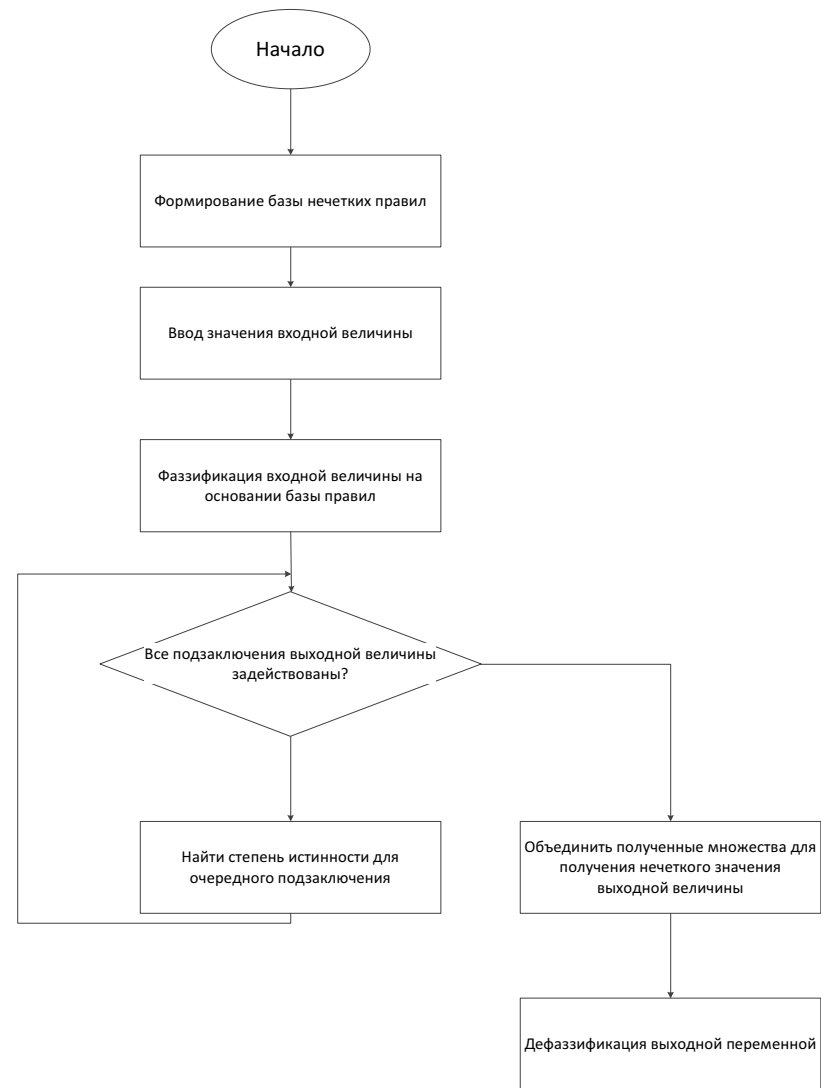 Начало
Формирование базы нечетких правил
Ввод значения входной величины
Фаззификация входной величины на
основании базы правил
Все подзаключения выходной величины
задействованы?
Найти степень истинности для
очередного подзаключения
Объединить полученные множества для
получения нечеткого значения
выходной величины
Дефаззификация выходной переменной